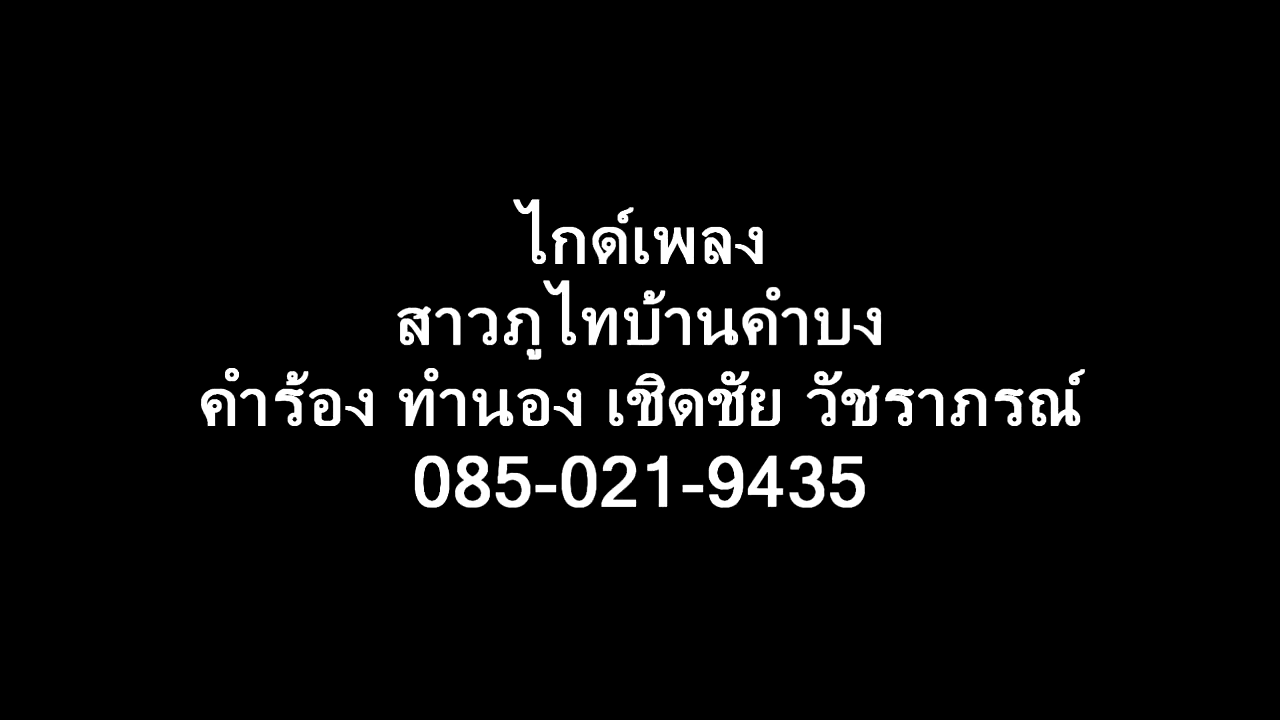 ไกด์เพลง
สาวภูไทบ้านคำบง
คำร้อง ทำนอง เชิดชัย วัชราภรณ์
085-021-9435